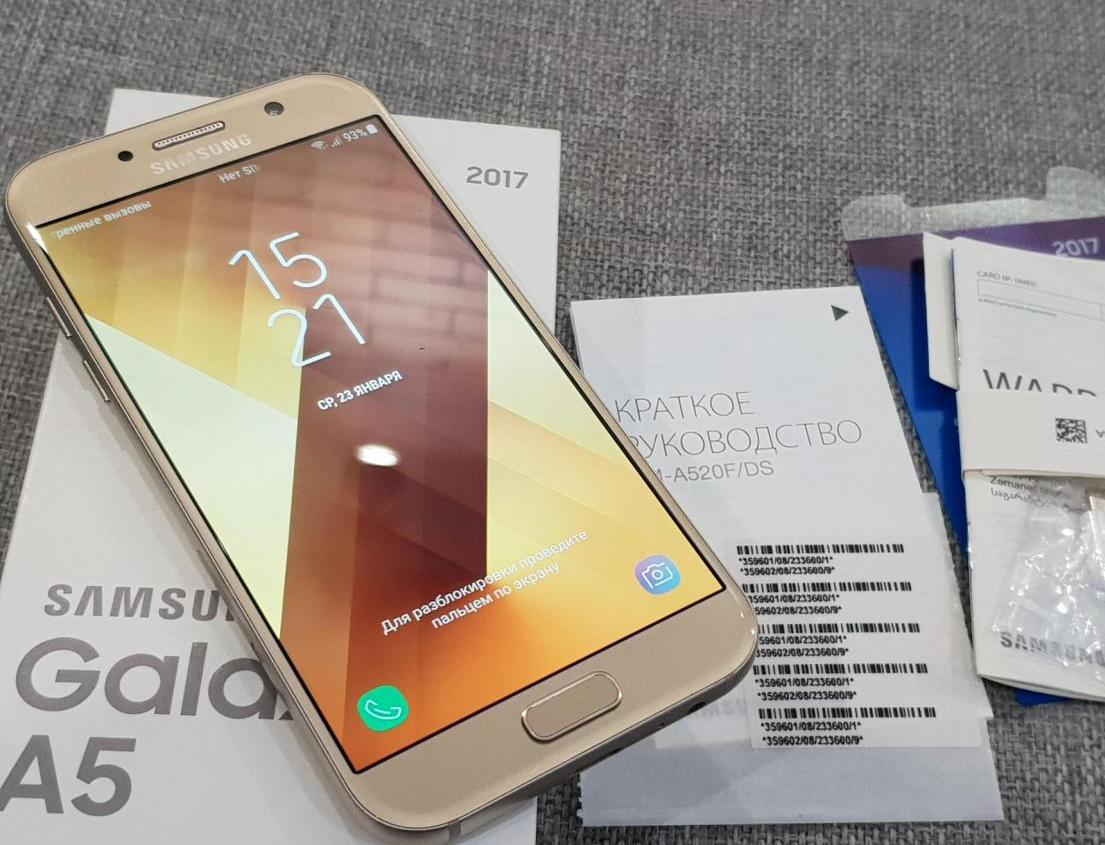 2017
SAMSUNG
93%
Нет SI
ренные вызовы
15
21
СР, 23 ЯНВАРЯ
Для разблокировки проведите
пальцем по экрану
SAMSU
Gala
A5
КРАТКОЕ
РУКОВОДСТВО
M-A520F/DS
*359601/08/233600/1*
*359602/08/233600/9*
359601/08/233600/1*
359602/08/233600/9*
359601/08/233600/1*
359602/08/233600/9*
*359601/08/233600/1*
*359602/08/233600/9*
*359601/08/233600/1*
*359602/08/233600/9*
2017
CARD №:
SAMSUNG